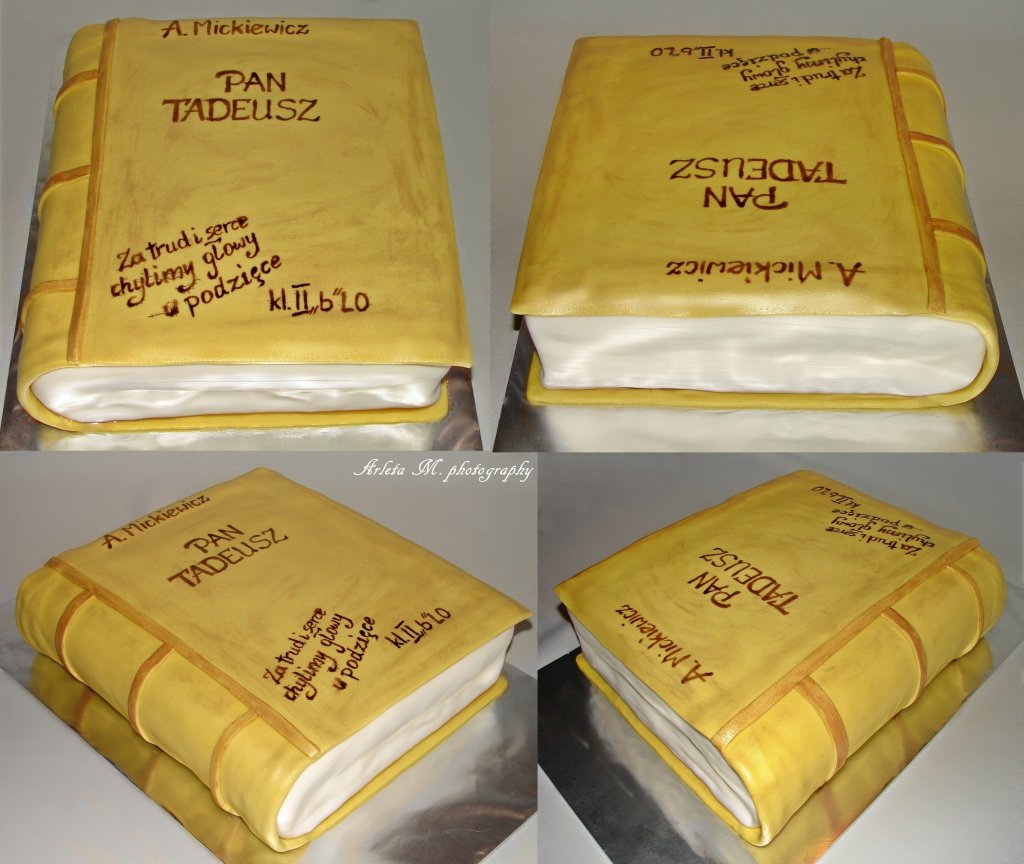 A. Mickiewicz
PAN
TADEUSZ
Za trud i serce
chylimy głowy
w podzięce
kl. II „b" LO
A. Mickiewicz
PAN
TADEUSZ
Za trud i serce
chylimy głowy
w podzięce
kl. II „b" LO
Arleta M. photography
A. Mickiewicz
PAN
TADEUSZ
Za trud i serce
chylimy głowy
w podzięce
kl. II „b" LO
A. Mickiewicz
PAN
TADEUSZ
Za trud i serce
chylimy głowy
w podzięce
kl. II „b" LO